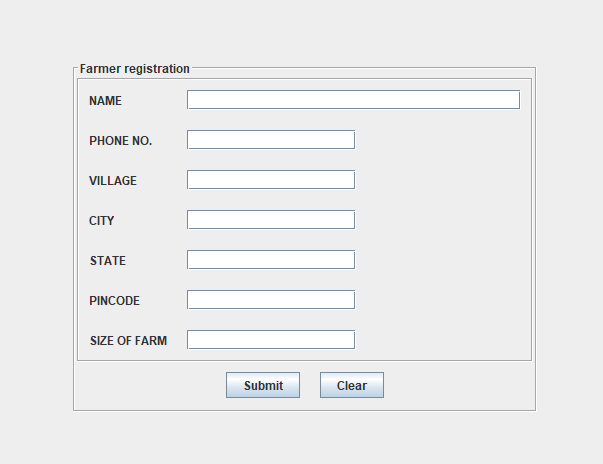 Farmer registration
NAME
PHONE NO.
VILLAGE
CITY
STATE
PINCODE
SIZE OF FARM
Submit Clear